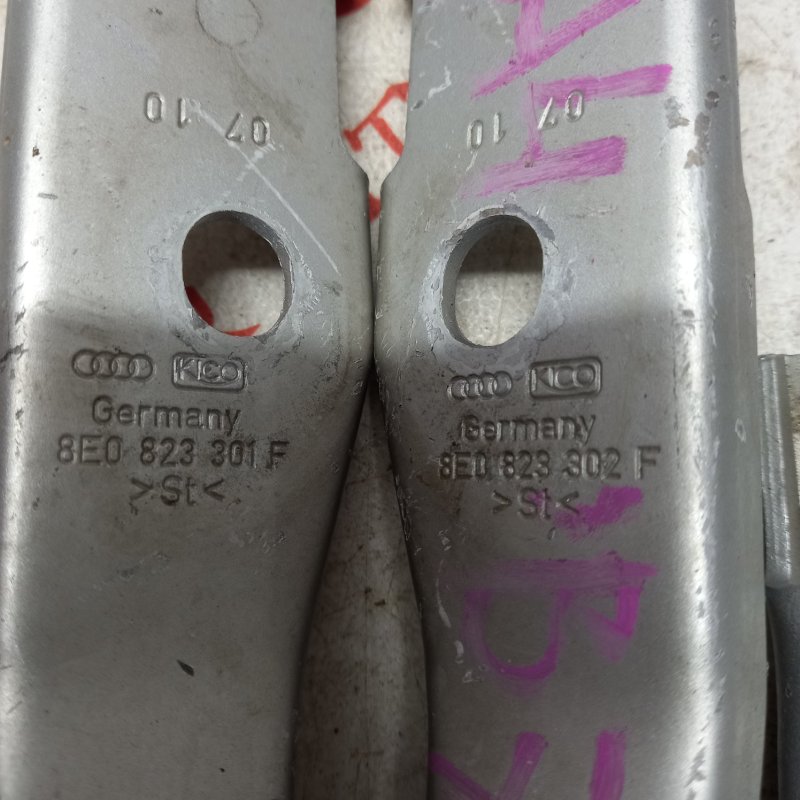 07 10
KICO
Germany
8E0 823 301 F
>St<
07 10
KICO
Germany
8E0 823 302 F
>St<